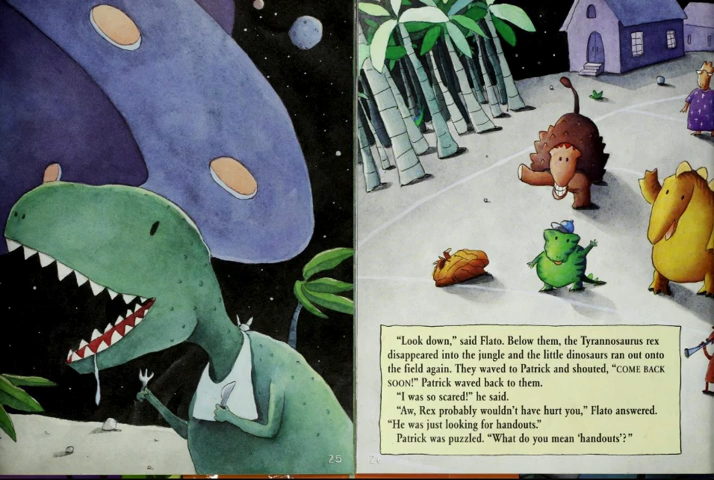 "Look down," said Flato. Below them, the Tyrannosaurus rex
disappeared into the jungle and the little dinosaurs ran out onto
the field again. They waved to Patrick and shouted, "COME BACK
SOON!" Patrick waved back to them.
"I was so scared!" he said.
"Aw, Rex probably wouldn't have hurt you," Flato answered.
"He was just looking for handouts."
Patrick was puzzled. "What do you mean 'handouts'?"
25